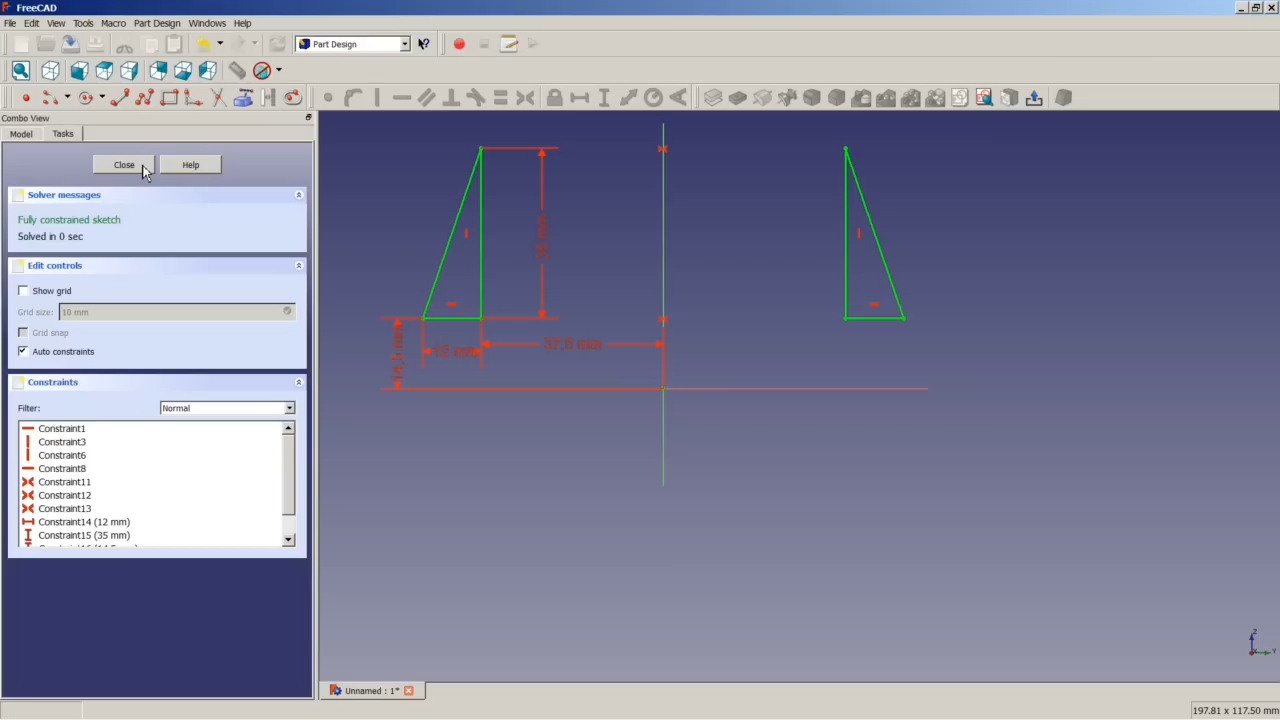 FreeCAD
File Edit View Tools Macro Part Design Windows Help
Part Design
Combo View
Model Tasks
Close Help
Solver messages
Fully constrained sketch
Solved in 0 sec
Edit controls
Show grid
Grid size: 10 mm
Grid snap
Auto constraints
Constraints
Filter: Normal
Constraint1
Constraint3
Constraint6
Constraint8
Constraint11
Constraint12
Constraint13
Constraint14 (12 mm)
Constraint15 (35 mm)
35 mm
37,5 mm
12 mm
Z
Y
Unnamed : 1*
197.81 x 117.50 mm